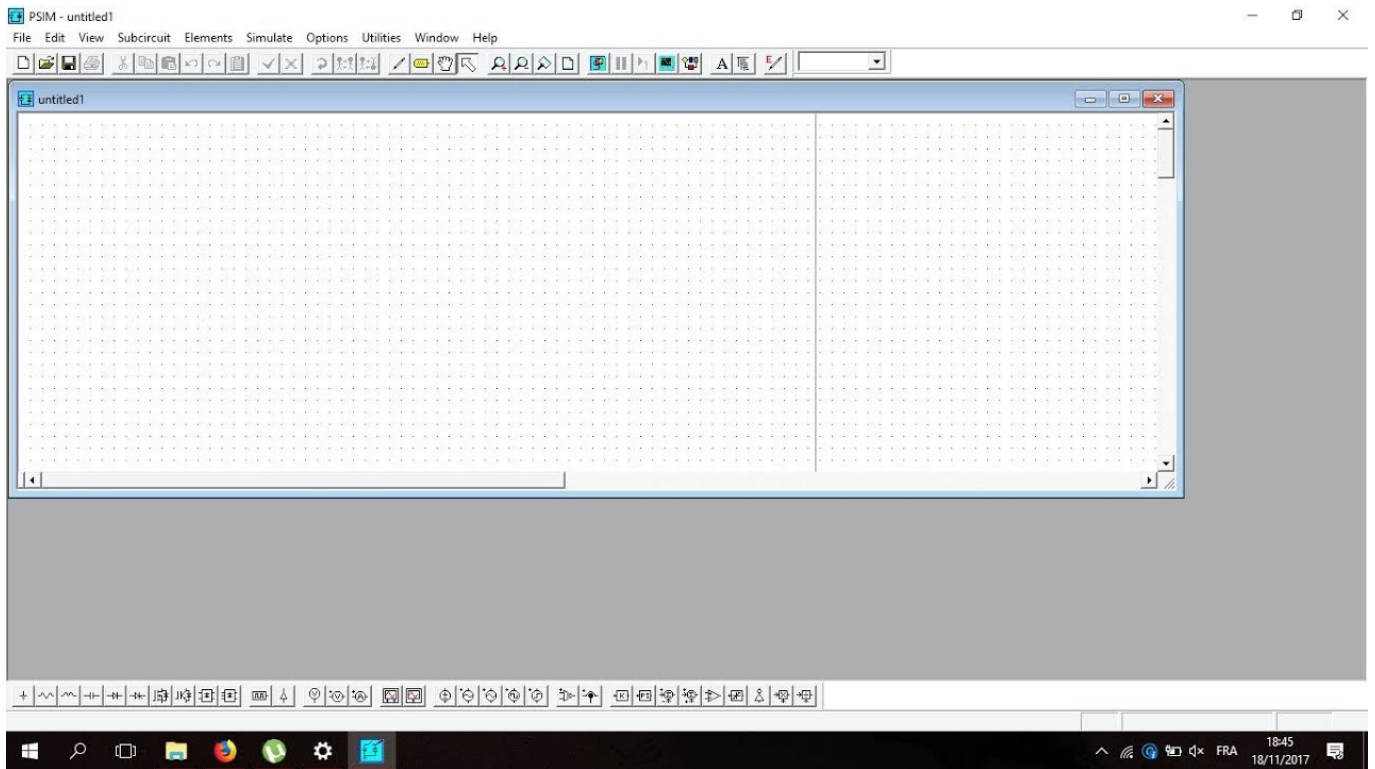 PSIM - untitled1
File Edit View Subcircuit Elements Simulate Options Utilities Window Help
untitled1
FRA
18:45
18/11/2017